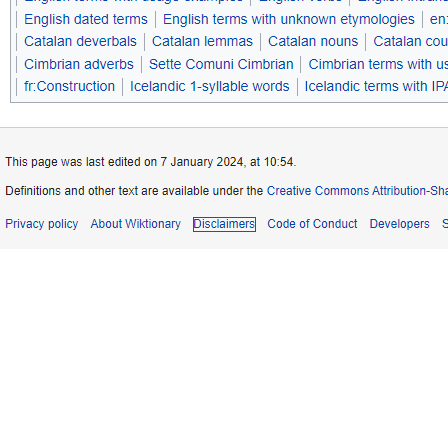 English dated terms | English terms with unknown etymologies | en:
Catalan deverbals | Catalan lemmas | Catalan nouns | Catalan cou
Cimbrian adverbs | Sette Comuni Cimbrian | Cimbrian terms with us
fr:Construction | Icelandic 1-syllable words | Icelandic terms with IPA
This page was last edited on 7 January 2024, at 10:54.
Definitions and other text are available under the Creative Commons Attribution-Sha
Privacy policy About Wiktionary Disclaimers Code of Conduct Developers S